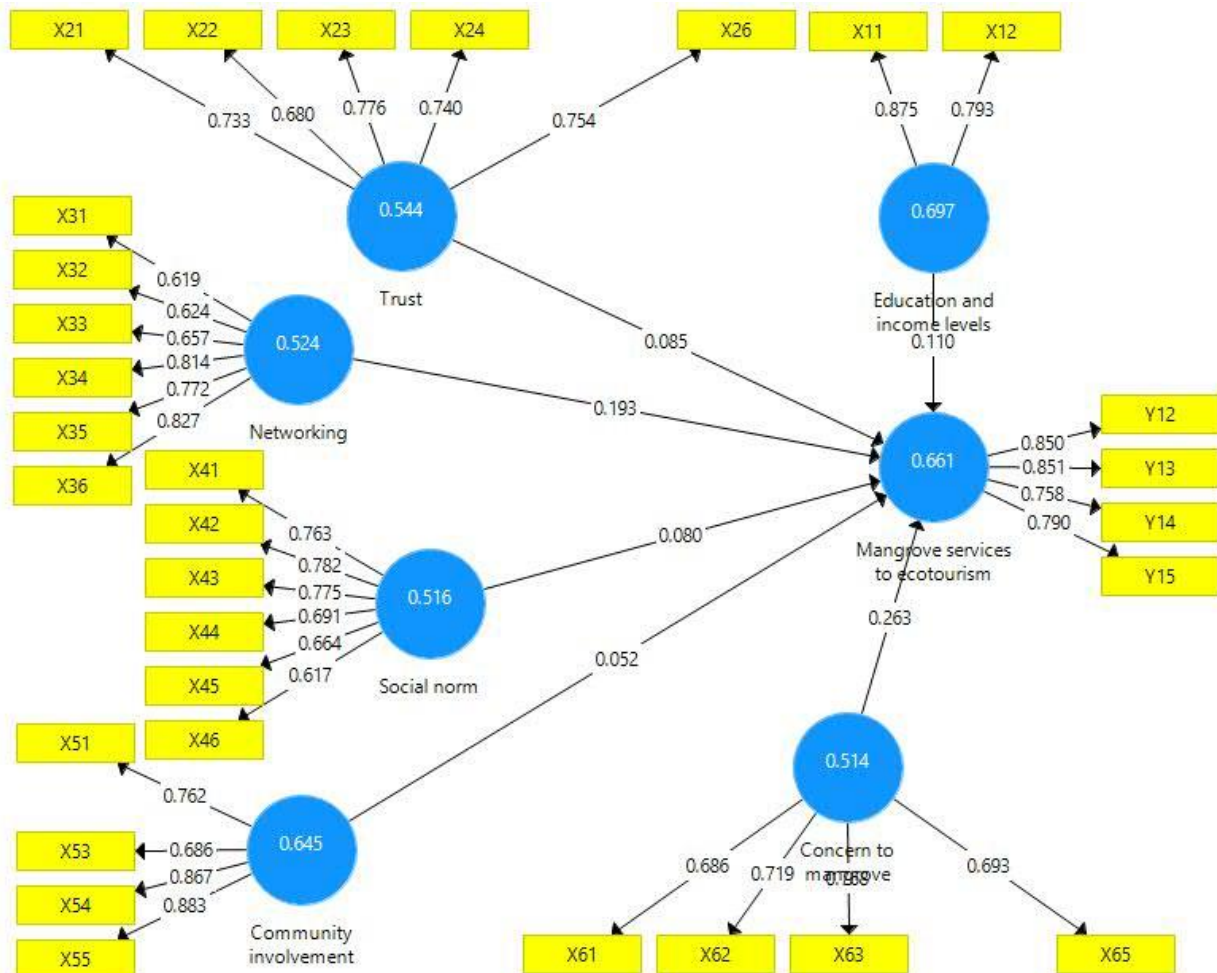 X21
X22
X23
X24
X26
X11
X12
0.733
0.680
0.776
0.740
0.754
0.875
0.793
0.544
Trust
0.697
Education and
income levels
0.110
X31
X32
X33
X34
X35
X36
0.619
0.624
0.657
0.814
0.772
0.827
0.524
Networking
0.085
0.193
0.661
Mangrove services
to ecotourism
0.850
0.851
0.758
0.790
Y12
Y13
Y14
Y15
X41
X42
X43
X44
X45
X46
0.763
0.782
0.775
0.691
0.664
0.617
0.516
Social norm
0.080
0.052
0.263
X51
X53
X54
X55
0.762
0.686
0.867
0.883
0.645
Community
involvement
0.514
Concern to
mangrove
0.686
0.719
0.768
0.693
X61
X62
X63
X65